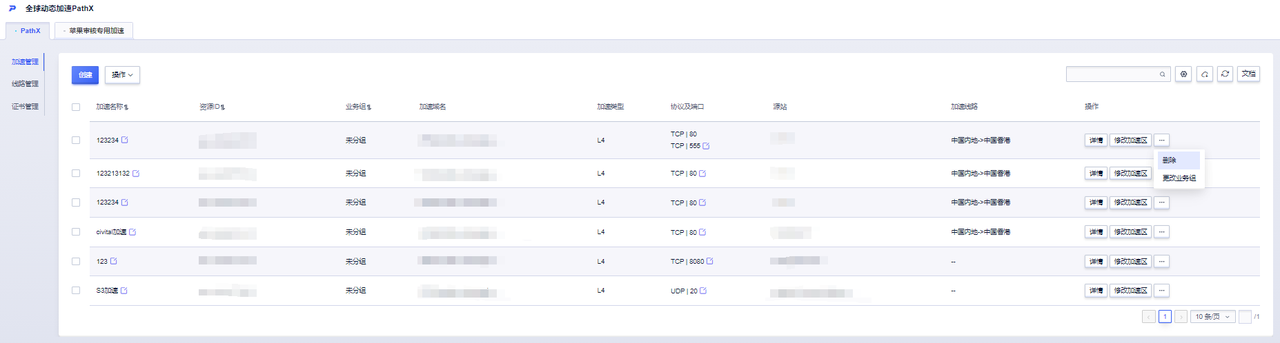 全球动态加速PathX
PathX
苹果审核专用加速
加速管理
线路管理
证书管理
创建
操作
文档
加速名称 资源ID 业务组 加速域名 加速类型 协议及端口 源站 加速线路 操作
123234 未分组 L4 TCP | 80 中国内地->中国香港 详情 修改加速区 ...
TCP | 555
删除
更改业务组
123213132 未分组 L4 TCP | 80 中国内地->中国香港 详情 修改加速区
123234 未分组 L4 TCP | 80 中国内地->中国香港 详情 修改加速区 ...
civital加速 未分组 L4 TCP | 80 中国内地->中国香港 详情 修改加速区 ...
123 未分组 L4 TCP | 8080 -- 详情 修改加速区 ...
S3加速 未分组 L4 UDP | 20 -- 详情 修改加速区 ...
1 10 条/页 /1